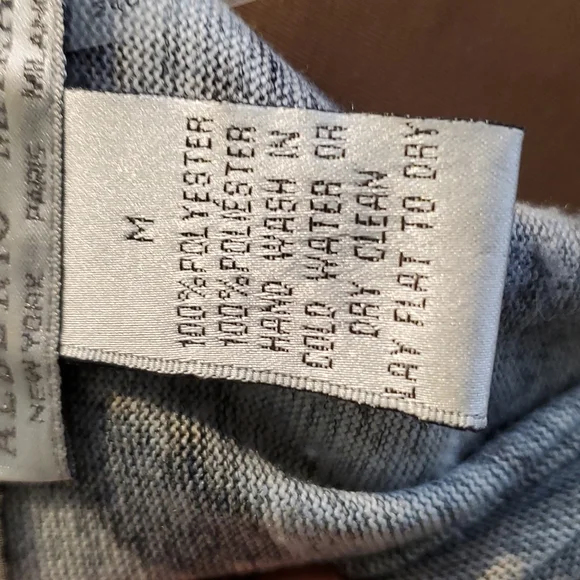 NEW YORK PARIS MILAN
M
100%POLYESTER
100%POLIÉSTER
HAND WASH IN
COLD WATER OR
DRY CLEAN
LAY FLAT TO DRY